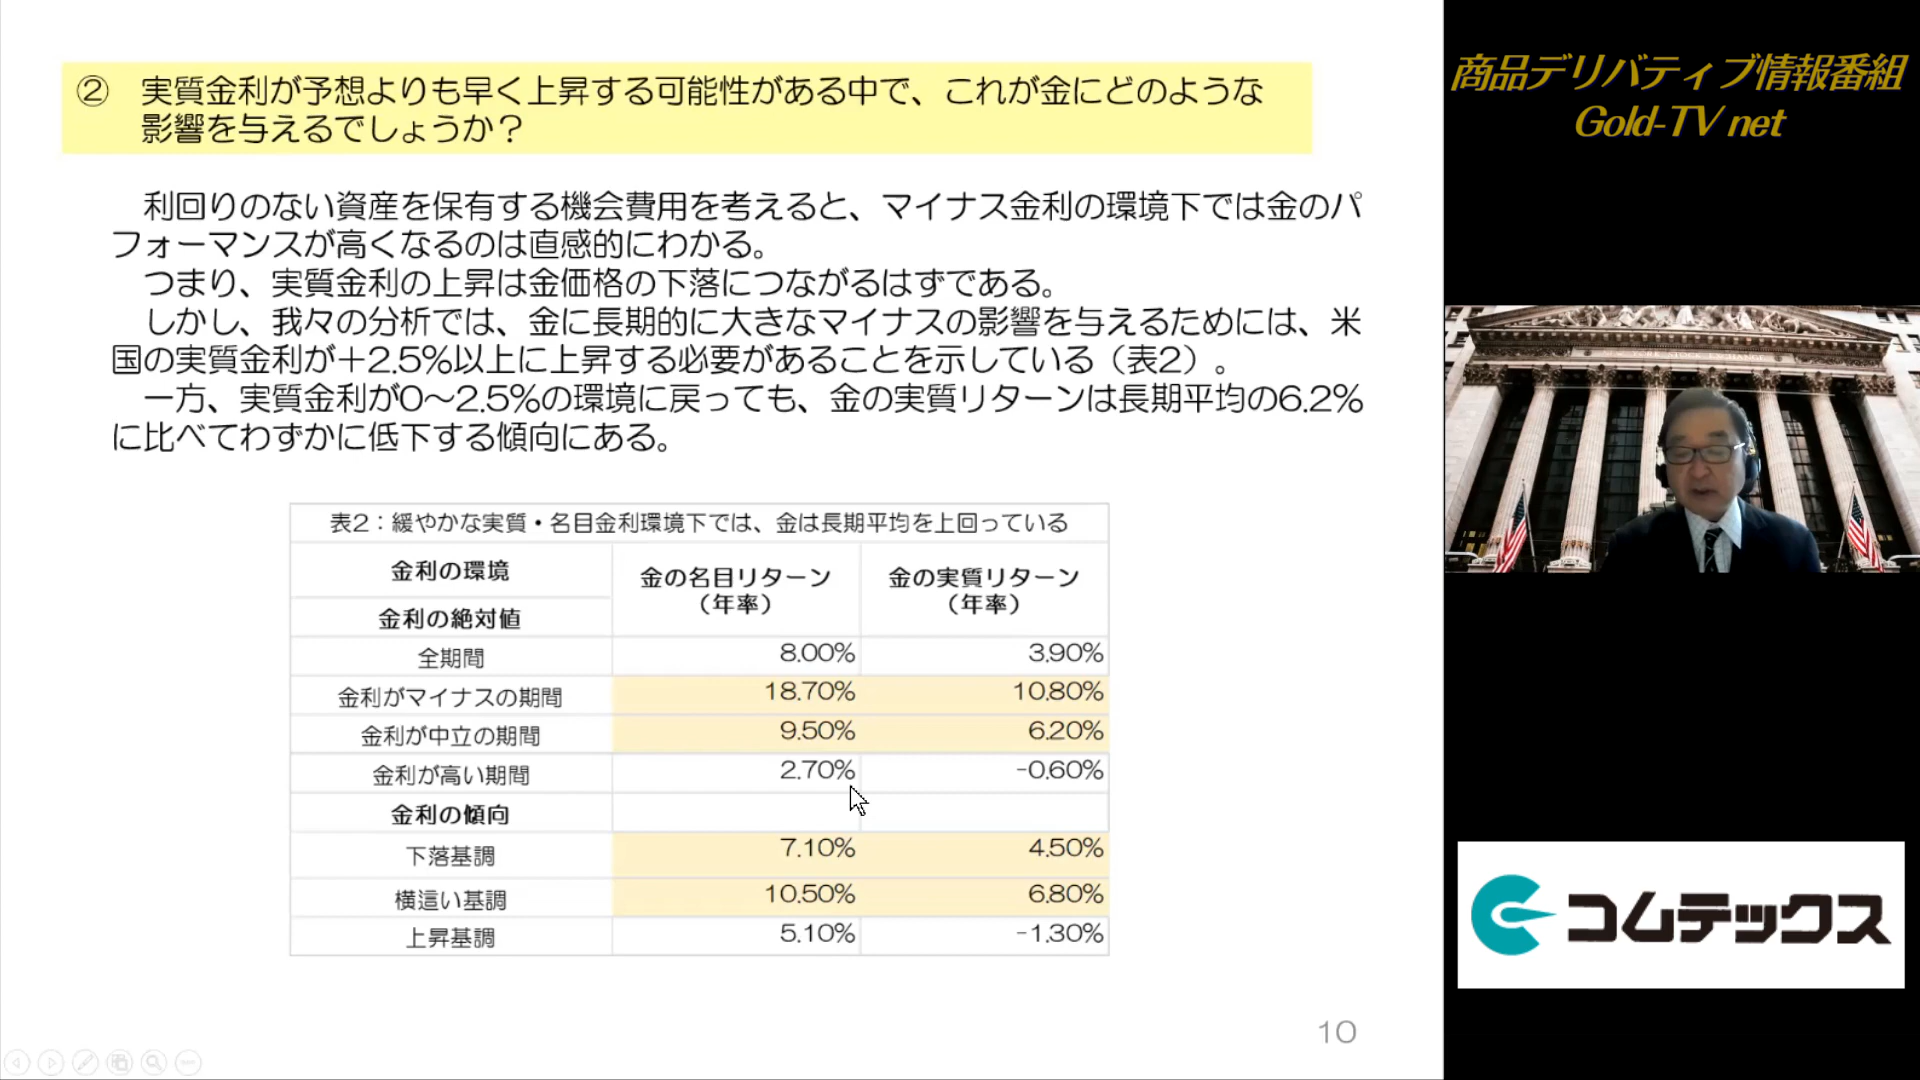 ② 実質金利が予想よりも早く上昇する可能性がある中で、これが金にどのような
影響を与えるでしょうか？
利回りのない資産を保有する機会費用を考えると、マイナス金利の環境下では金のパ
フォーマンスが高くなるのは直感的にわかる。
つまり、実質金利の上昇は金価格の下落につながるはずである。
しかし、我々の分析では、金に長期的に大きなマイナスの影響を与えるためには、米
国の実質金利が＋2.5%以上に上昇する必要があることを示している（表2）。
一方、実質金利が0～2.5%の環境に戻っても、金の実質リターンは長期平均の6.2%
に比べてわずかに低下する傾向にある。
表2：緩やかな実質・名目金利環境下では、金は長期平均を上回っている
金利の環境
金利の絶対値
金の名目リターン
（年率）
金の実質リターン
（年率）
全期間 8.00% 3.90%
金利がマイナスの期間 18.70% 10.80%
金利が中立の期間 9.50% 6.20%
金利が高い期間 2.70% -0.60%
金利の傾向
下落基調 7.10% 4.50%
横這い基調 10.50% 6.80%
上昇基調 5.10% -1.30%
10
商品デリバティブ情報番組
Gold-TV net
コムテックス